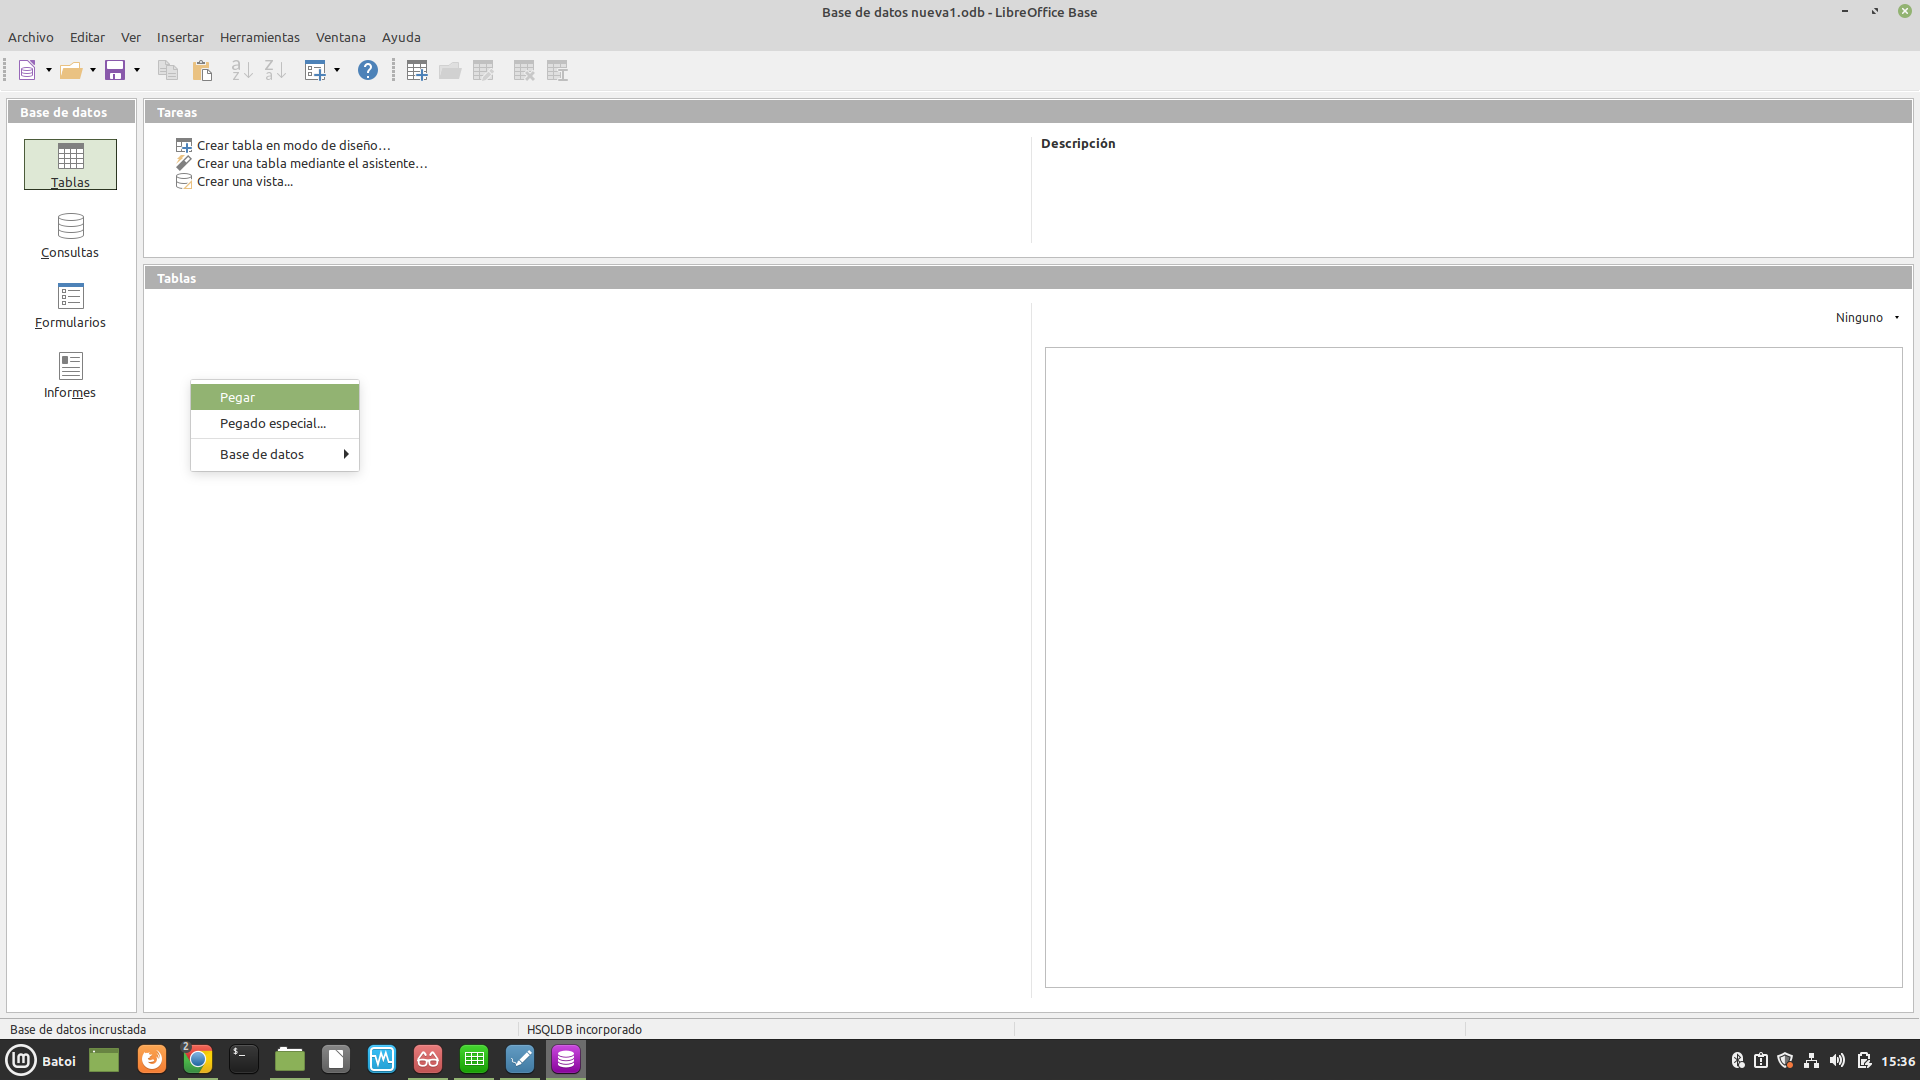 Base de datos nueva1.odb - LibreOffice Base
Archivo Editar Ver Insertar Herramientas Ventana Ayuda
Base de datos
Tablas
Consultas
Formularios
Informes
Tareas
Crear tabla en modo de diseño…
Crear una tabla mediante el asistente…
Crear una vista...
Descripción
Tablas
Ninguno
Pegar
Pegado especial...
Base de datos
Base de datos incrustada
HSQLDB incorporado
Batoi
2
15:36